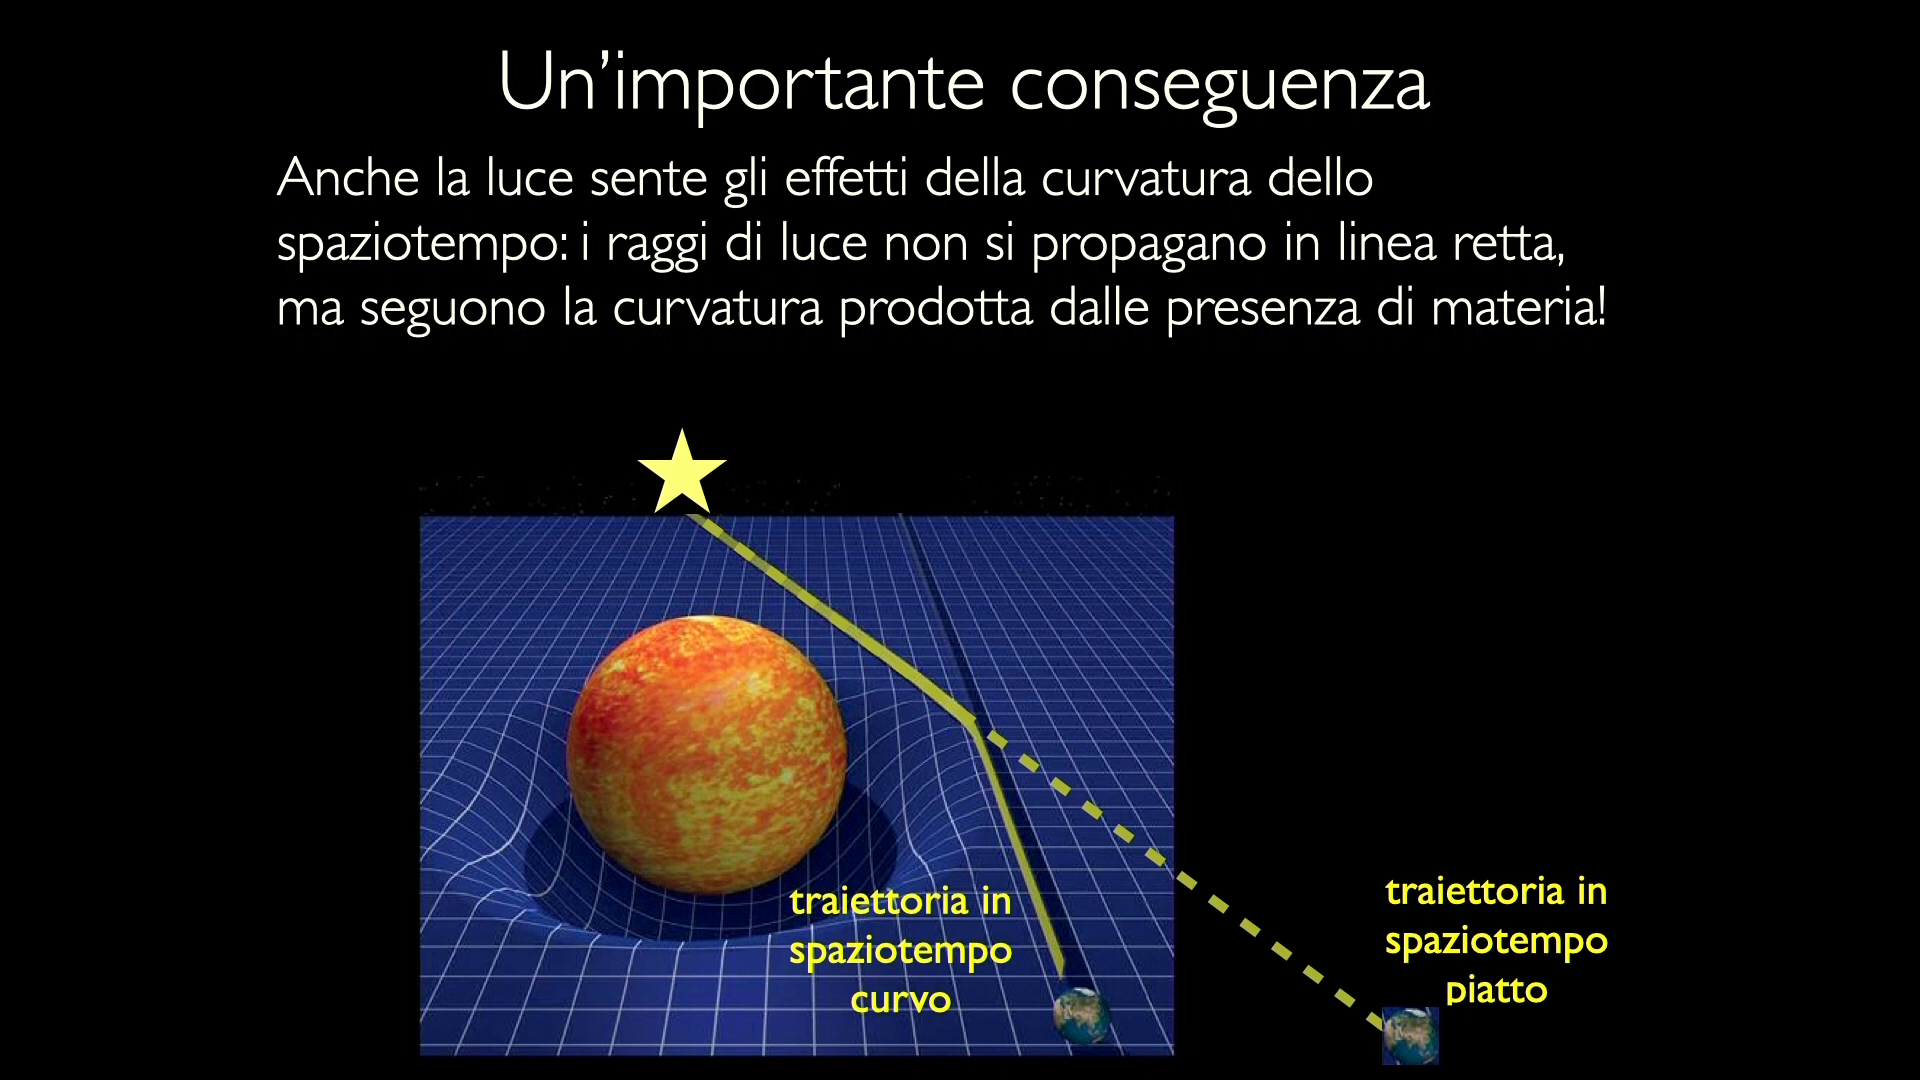 Un’importante conseguenza
Anche la luce sente gli effetti della curvatura dello
spaziotempo: i raggi di luce non si propagano in linea retta,
ma seguono la curvatura prodotta dalle presenza di materia!
traiettoria in
spaziotempo
curvo
traiettoria in
spaziotempo
piatto